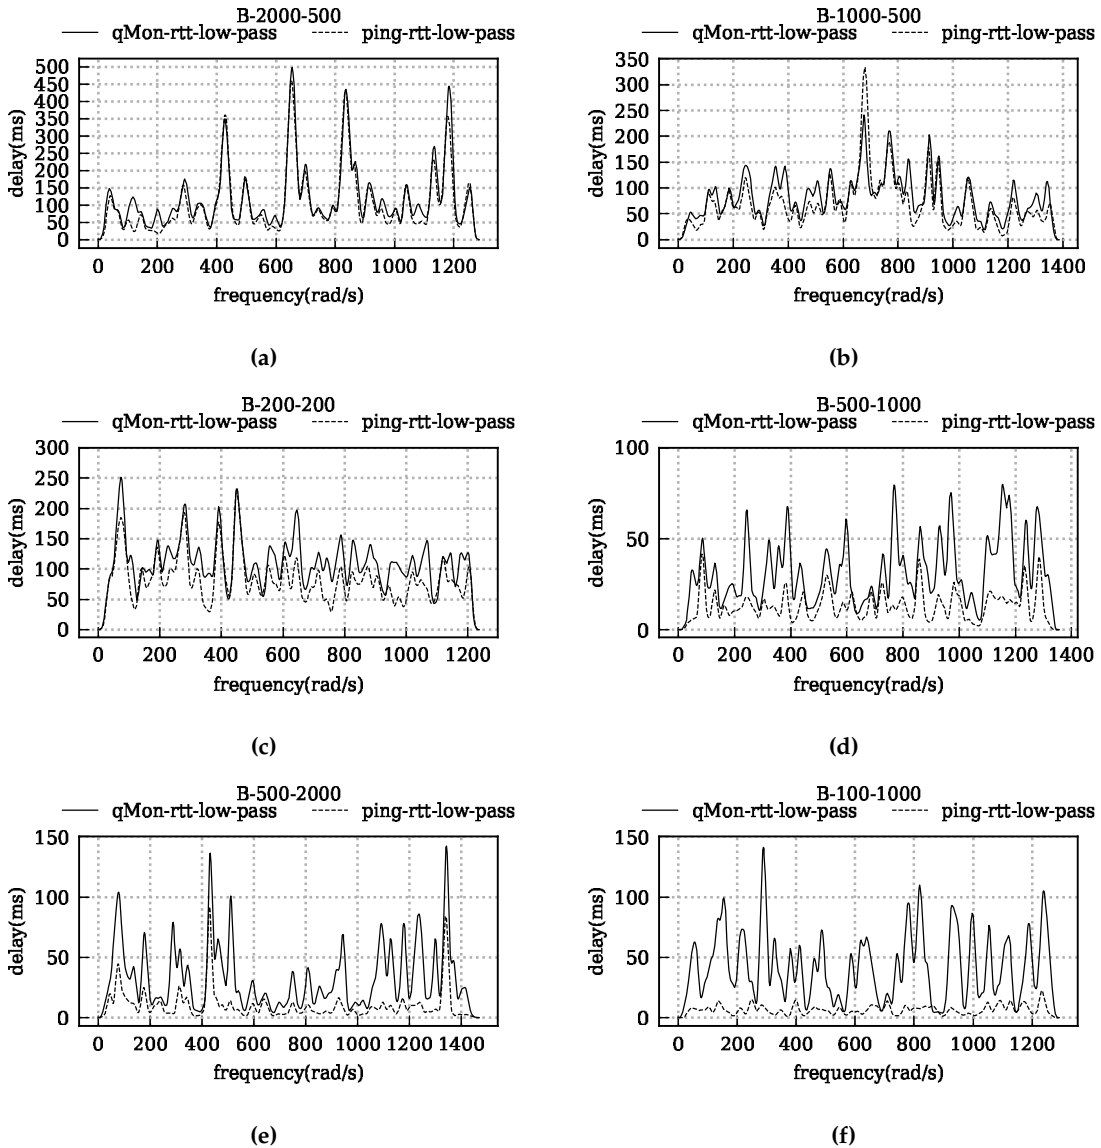 B-2000-500
qMon-rtt-low-pass ping-rtt-low-pass
500
450
400
350
300
250
200
150
100
50
0
delay(ms)
0 200 400 600 800 1000 1200
frequency(rad/s)
(a)
B-1000-500
qMon-rtt-low-pass ping-rtt-low-pass
350
300
250
200
150
100
50
0
delay(ms)
0 200 400 600 800 1000 1200 1400
frequency(rad/s)
(b)
B-200-200
qMon-rtt-low-pass ping-rtt-low-pass
300
250
200
150
100
50
0
delay(ms)
0 200 400 600 800 1000 1200
frequency(rad/s)
(c)
B-500-1000
qMon-rtt-low-pass ping-rtt-low-pass
100
50
0
delay(ms)
0 200 400 600 800 1000 1200 1400
frequency(rad/s)
(d)
B-500-2000
qMon-rtt-low-pass ping-rtt-low-pass
150
100
50
0
delay(ms)
0 200 400 600 800 1000 1200 1400
frequency(rad/s)
(e)
B-100-1000
qMon-rtt-low-pass ping-rtt-low-pass
150
100
50
0
delay(ms)
0 200 400 600 800 1000 1200
frequency(rad/s)
(f)